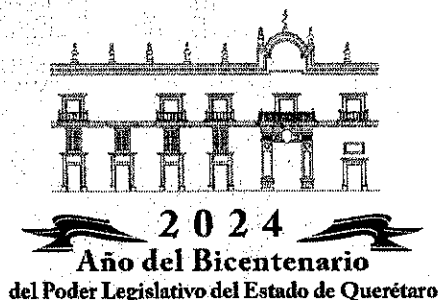 2024
Año del Bicentenario
del Poder Legislativo del Estado de Querétaro